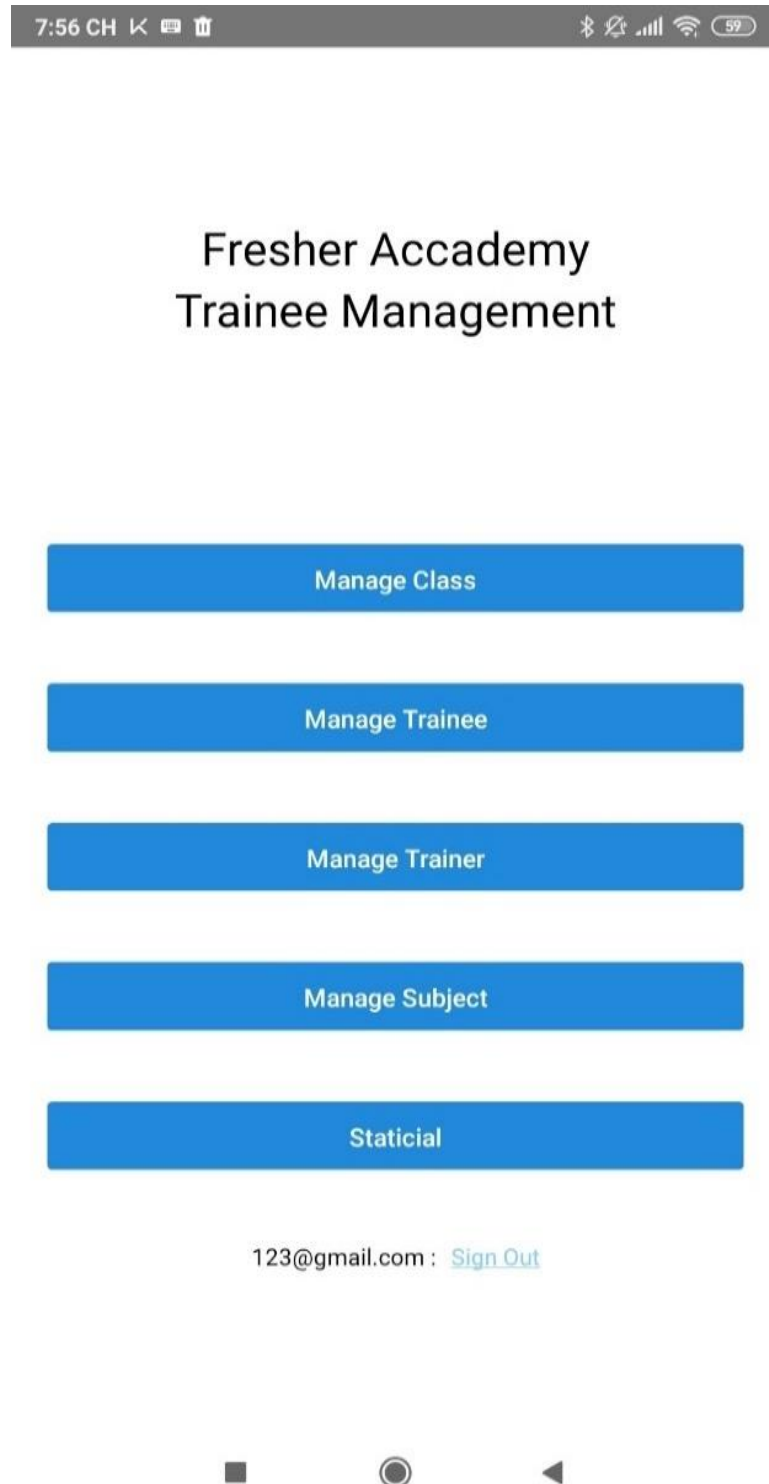 7:56 CH
59
Fresher Accademy
Trainee Management
Manage Class
Manage Trainee
Manage Trainer
Manage Subject
Staticial
123@gmail.com : Sign Out